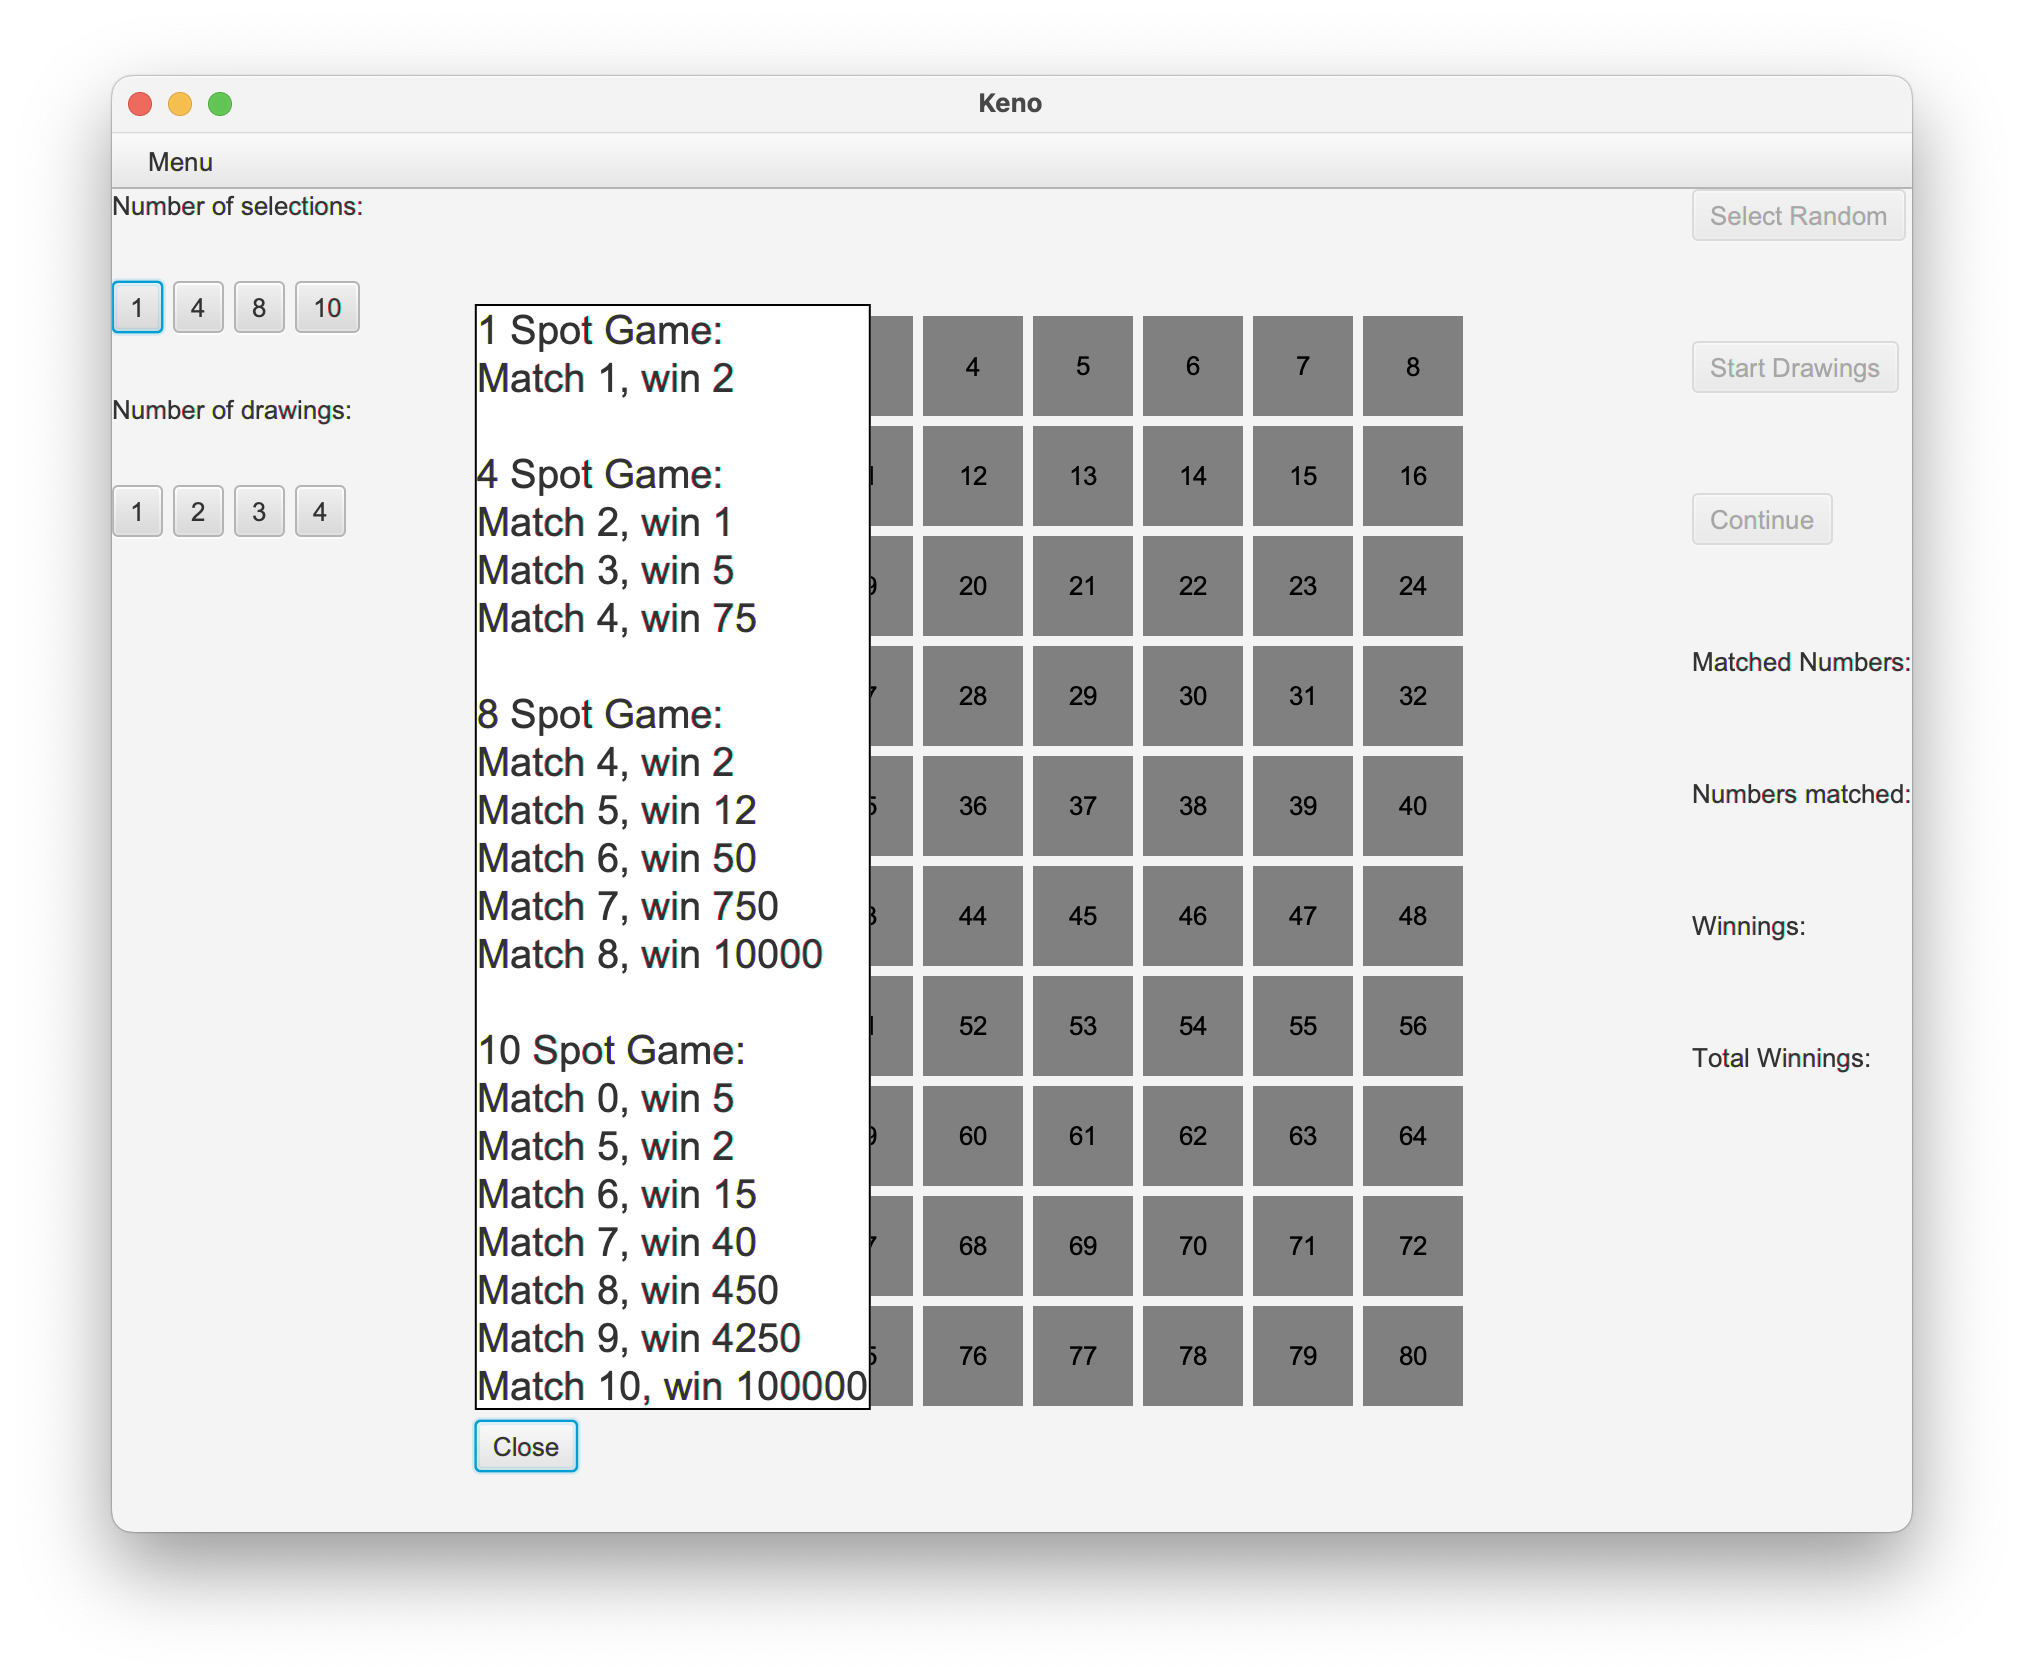 Keno
Menu
Number of selections:
1 4 8 10
Number of drawings:
1 2 3 4
1 Spot Game:
Match 1, win 2
4 Spot Game:
Match 2, win 1
Match 3, win 5
Match 4, win 75
8 Spot Game:
Match 4, win 2
Match 5, win 12
Match 6, win 50
Match 7, win 750
Match 8, win 10000
10 Spot Game:
Match 0, win 5
Match 5, win 2
Match 6, win 15
Match 7, win 40
Match 8, win 450
Match 9, win 4250
Match 10, win 100000
Close
4 5 6 7 8
12 13 14 15 16
20 21 22 23 24
28 29 30 31 32
36 37 38 39 40
44 45 46 47 48
52 53 54 55 56
60 61 62 63 64
68 69 70 71 72
76 77 78 79 80
Select Random
Start Drawings
Continue
Matched Numbers:
Numbers matched:
Winnings:
Total Winnings: